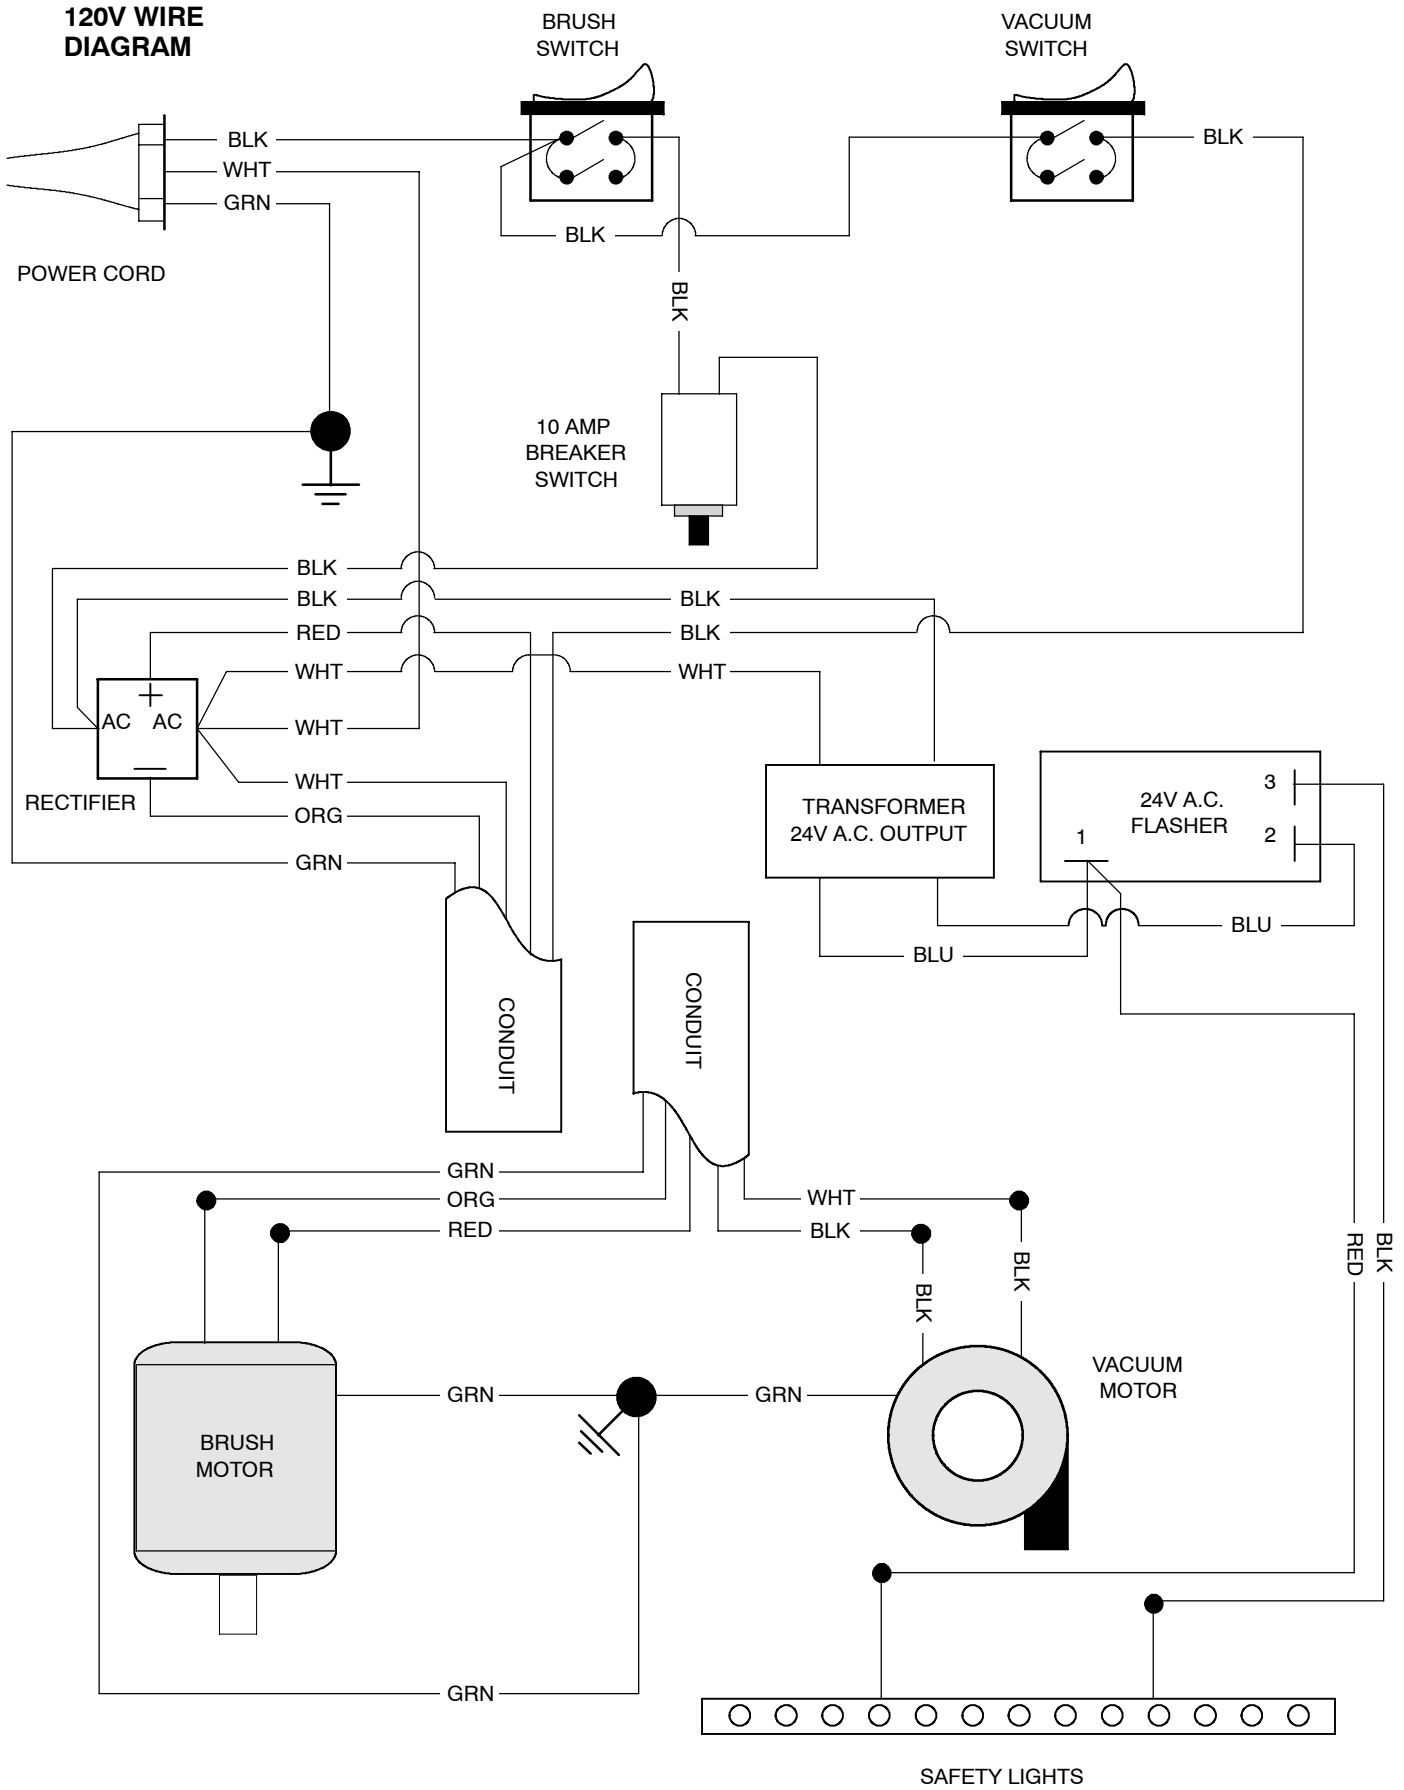 120V WIRE
DIAGRAM
BRUSH
SWITCH
VACUUM
SWITCH
BLK
WHT
GRN
BLK
BLK
POWER CORD
BLK
10 AMP
BREAKER
SWITCH
BLK
BLK
BLK
RED
BLK
WHT
WHT
+
AC AC
WHT
—
WHT
RECTIFIER
ORG
GRN
TRANSFORMER
24V A.C. OUTPUT
24V A.C.
FLASHER
3
2
1
BLU
BLU
CONDUIT
CONDUIT
GRN
ORG
RED
WHT
BLK
BLK
BLK
RED
BLK
GRN
GRN
VACUUM
MOTOR
BRUSH
MOTOR
GRN
SAFETY LIGHTS